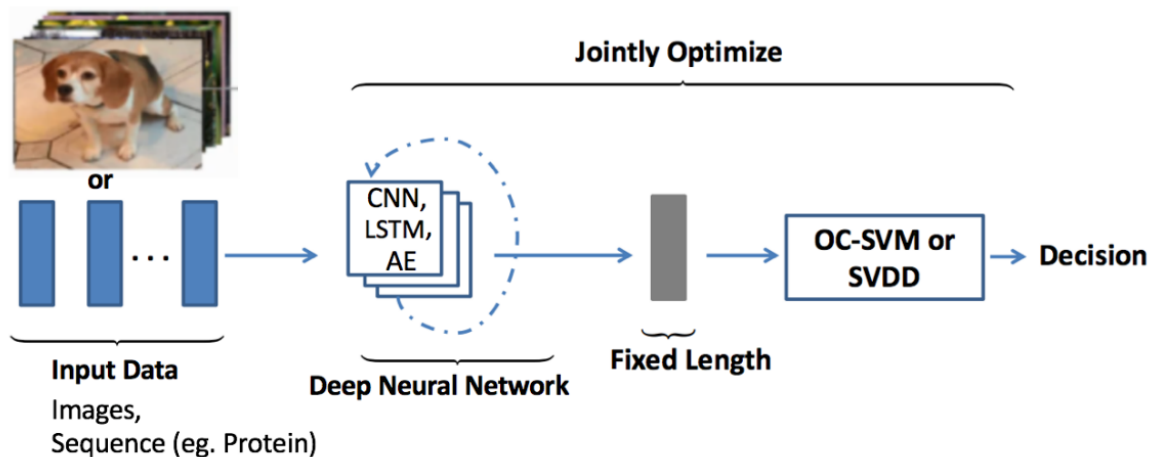 Jointly Optimize
or
CNN,
LSTM,
AE
...
OC-SVM or
SVDD
Decision
Fixed Length
Deep Neural Network
Input Data
Images,
Sequence (eg. Protein)